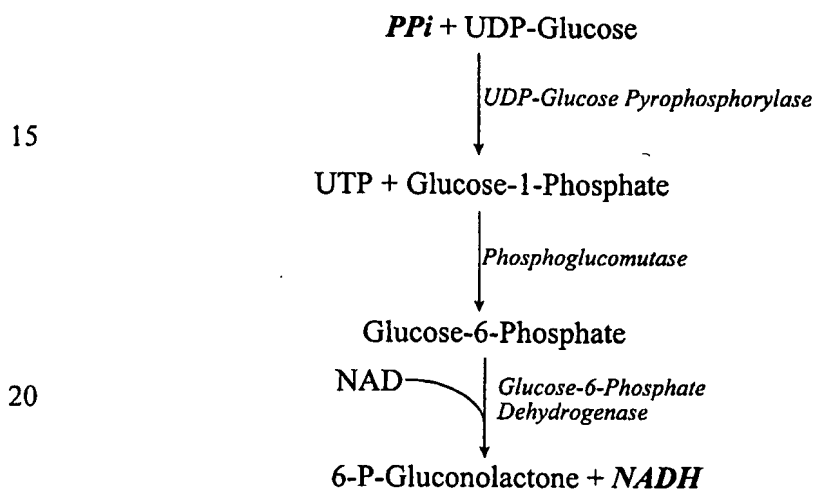 PPi + UDP-Glucose
UDP-Glucose Pyrophosphorylase
15
UTP + Glucose-1-Phosphate
Phosphoglucomutase
Glucose-6-Phosphate
NAD
Glucose-6-Phosphate
20
Dehydrogenase
6-P-Gluconolactone + NADH